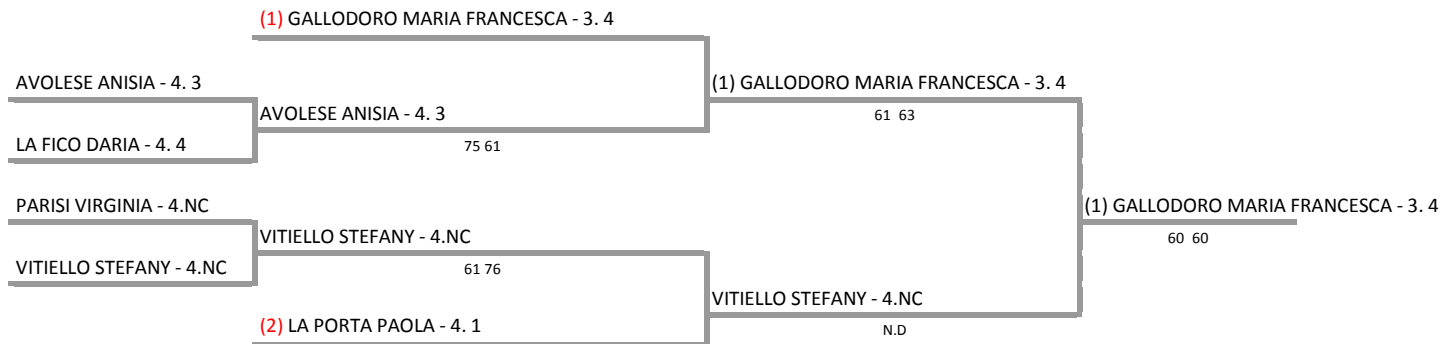 (1) GALLODORO MARIA FRANCESCA - 3. 4
AVOLESE ANISIA - 4. 3
(1) GALLODORO MARIA FRANCESCA - 3. 4
AVOLESE ANISIA - 4. 3
61 63
LA FICO DARIA - 4. 4
75 61
PARISI VIRGINIA - 4.NC
(1) GALLODORO MARIA FRANCESCA - 3. 4
VITIELLO STEFANY - 4.NC
60 60
VITIELLO STEFANY - 4.NC
61 76
VITIELLO STEFANY - 4.NC
(2) LA PORTA PAOLA - 4. 1
N.D